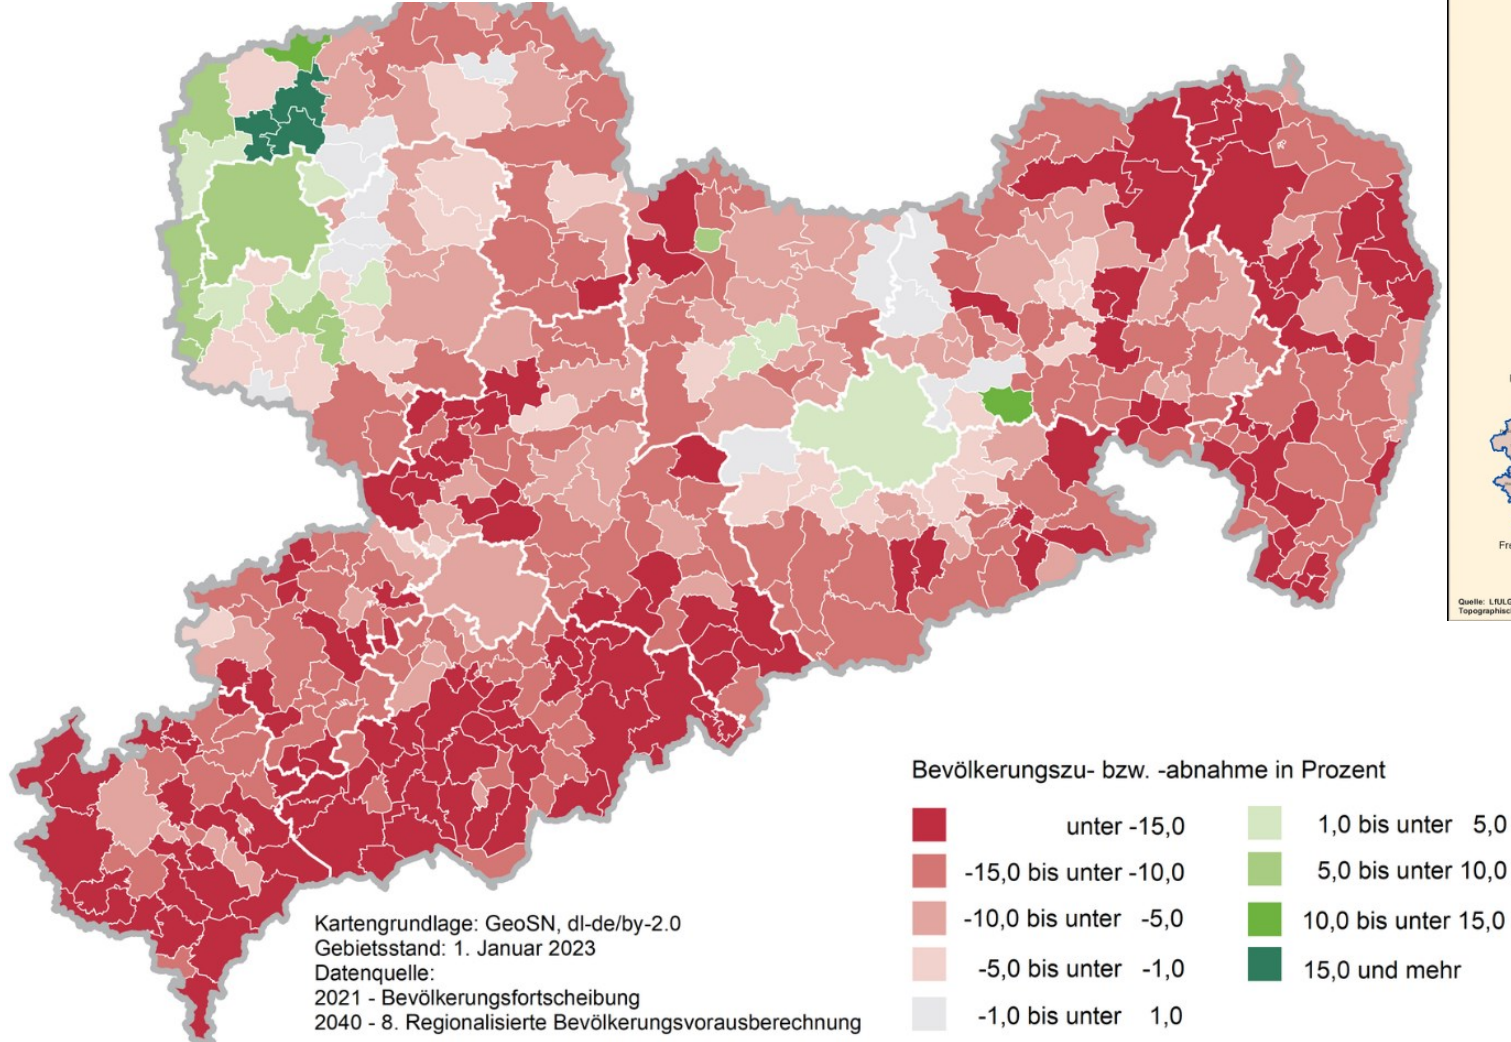 Bevölkerungszu- bzw. -abnahme in Prozent
unter -15,0
-15,0 bis unter -10,0
-10,0 bis unter -5,0
-5,0 bis unter -1,0
-1,0 bis unter 1,0
1,0 bis unter 5,0
5,0 bis unter 10,0
10,0 bis unter 15,0
15,0 und mehr
Kartengrundlage: GeoSN, dl-de/by-2.0
Gebietsstand: 1. Januar 2023
Datenquelle:
2021 - Bevölkerungsfortscheibung
2040 - 8. Regionalisierte Bevölkerungsvorausberechnung
Quelle: LfULG